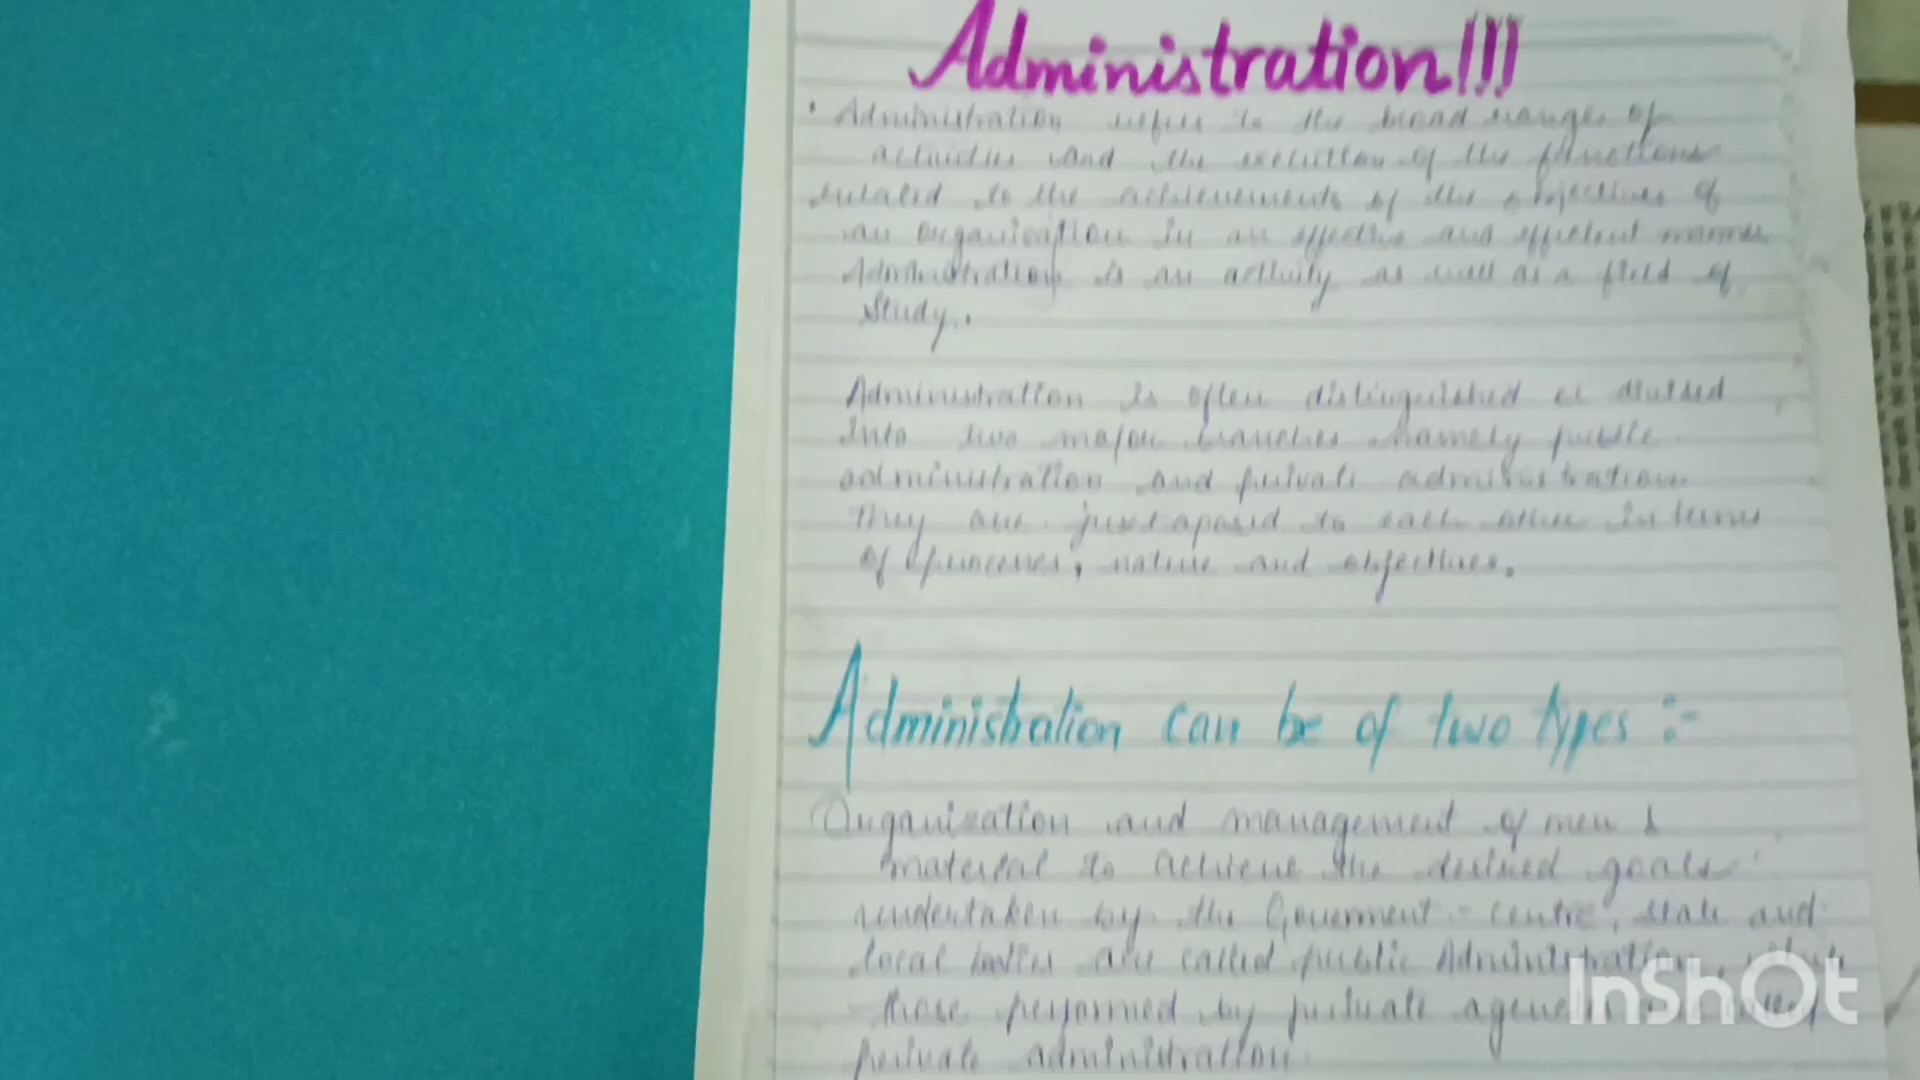 Administration!!!
• Administration refers to the broad ranges of
activities and the execution of the functions
related to the achievements of the objectives of
an organization in an effective and efficient manner
Administration is an activity as well as a field of
study.
Administration is often distinguished or divided
into two major branches namely public
administration and private administration
They are juxtaposed to each other in terms
of processes, nature and objectives.
Administration can be of two types :-
Organization and management of men &
material to achieve the desired goals
undertaken by the Government - centre, state and
local bodies are called public Administration, while
those performed by private agencies called
private administration.
InShOt